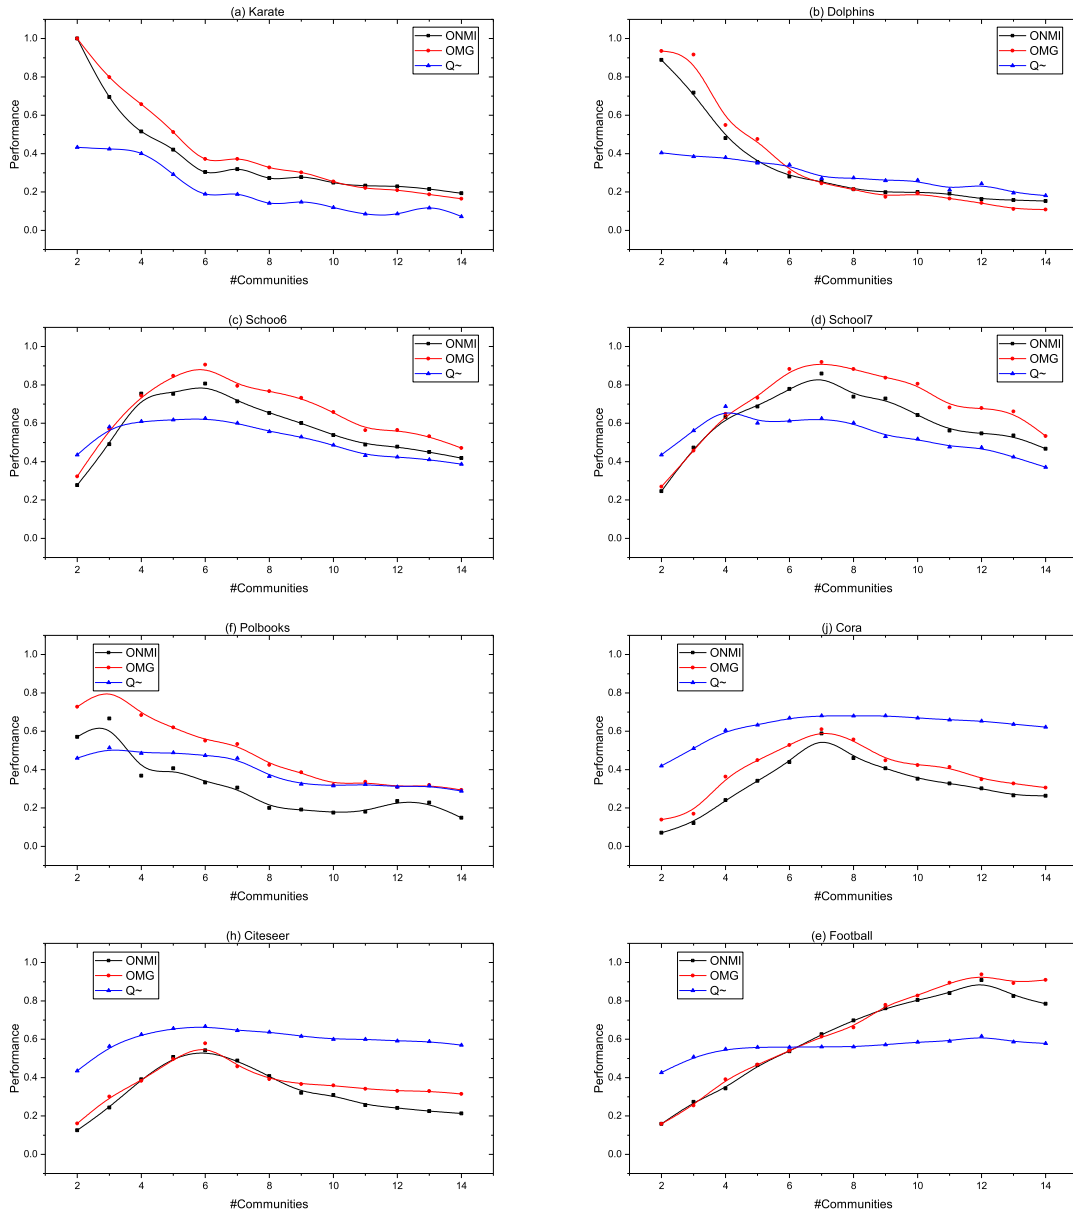 (a) Karate
ONMI
OMG
Q~
1.0
0.8
0.6
0.4
0.2
0.0
Performance
2 4 6 8 10 12 14
#Communities
(b) Dolphins
ONMI
OMG
Q~
1.0
0.8
0.6
0.4
0.2
0.0
Performance
2 4 6 8 10 12 14
#Communities
(c) Schoo6
ONMI
OMG
Q~
1.0
0.8
0.6
0.4
0.2
0.0
Performance
2 4 6 8 10 12 14
#Communities
(d) School7
ONMI
OMG
Q~
1.0
0.8
0.6
0.4
0.2
0.0
Performance
2 4 6 8 10 12 14
#Communities
(f) Polbooks
ONMI
OMG
Q~
1.0
0.8
0.6
0.4
0.2
0.0
Performance
2 4 6 8 10 12 14
#Communities
(j) Cora
ONMI
OMG
Q~
1.0
0.8
0.6
0.4
0.2
0.0
Performance
2 4 6 8 10 12 14
#Communities
(h) Citeseer
ONMI
OMG
Q~
1.0
0.8
0.6
0.4
0.2
0.0
Performance
2 4 6 8 10 12 14
#Communities
(e) Football
ONMI
OMG
Q~
1.0
0.8
0.6
0.4
0.2
0.0
Performance
2 4 6 8 10 12 14
#Communities